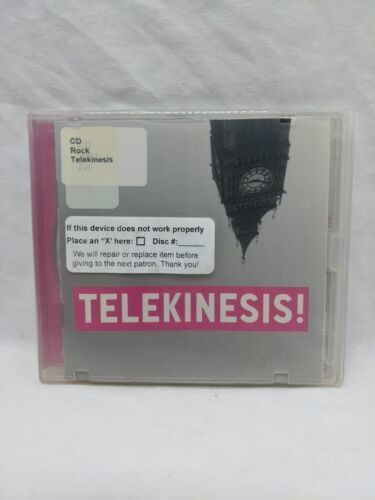 CD
Rock
Telekinesis
If this device does not work properly
Place an "X' here: Disc #:______
We will repair or replace item before
giving to the next patron. Thank you!
TELEKINESIS!